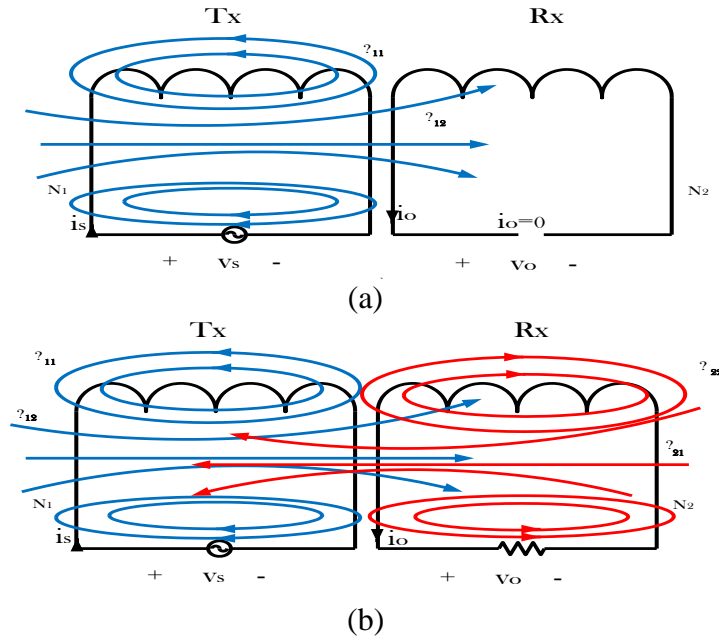 Tx
Rx
?11
?12
N1
N2
is
io
io=0
+ vs -
+ vo -
(a)
Tx
Rx
?11
?22
?12
?21
N1
N2
is
io
+ vs -
+ vo -
(b)